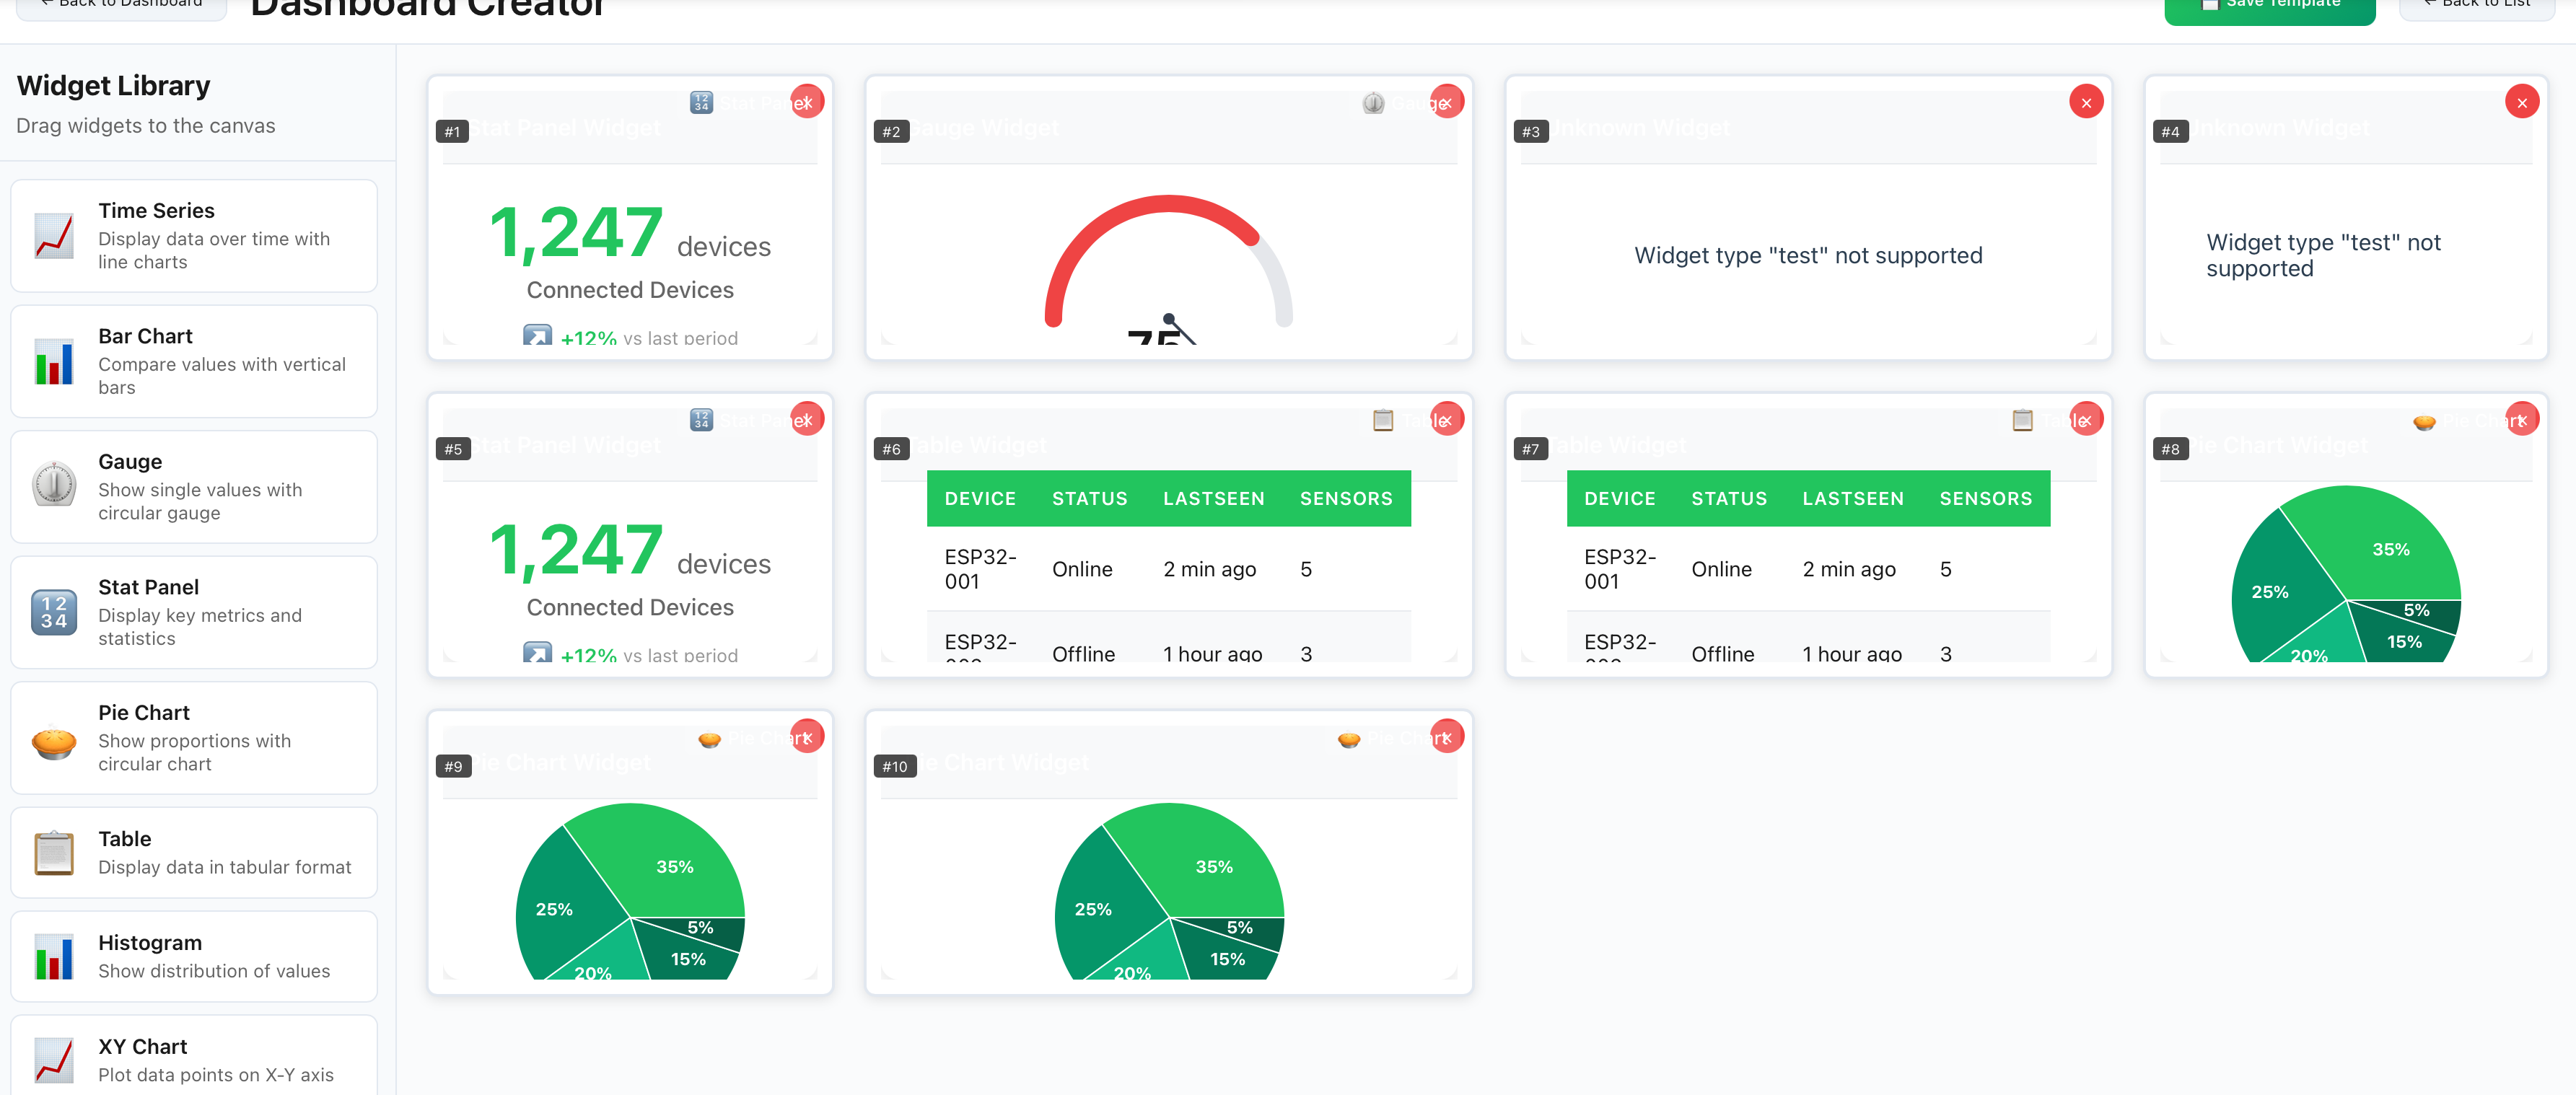 ← Back to Dashboard
Dashboard Creator
Save Template
← Back to List
Widget Library
Drag widgets to the canvas
Time Series
Display data over time with
line charts
Bar Chart
Compare values with vertical
bars
Gauge
Show single values with
circular gauge
Stat Panel
Display key metrics and
statistics
Pie Chart
Show proportions with
circular chart
Table
Display data in tabular format
Histogram
Show distribution of values
XY Chart
Plot data points on X-Y axis
Stat Panel
×
#1
Stat Panel Widget
1,247 devices
Connected Devices
+12% vs last period
Gauge
×
#2
Gauge Widget
75
×
#3
Unknown Widget
Widget type "test" not supported
×
#4
Unknown Widget
Widget type "test" not
supported
Stat Panel
×
#5
Stat Panel Widget
1,247 devices
Connected Devices
+12% vs last period
Table
×
#6
Table Widget
DEVICE STATUS LASTSEEN SENSORS
ESP32-
001
Online 2 min ago 5
ESP32-
Offline 1 hour ago 3
Table
×
#7
Table Widget
DEVICE STATUS LASTSEEN SENSORS
ESP32-
001
Online 2 min ago 5
ESP32-
Offline 1 hour ago 3
Pie Chart
×
#8
Pie Chart Widget
35%
25%
5%
15%
20%
Pie Chart
×
#9
Pie Chart Widget
35%
25%
5%
15%
20%
Pie Chart
×
#10
Pie Chart Widget
35%
25%
5%
15%
20%